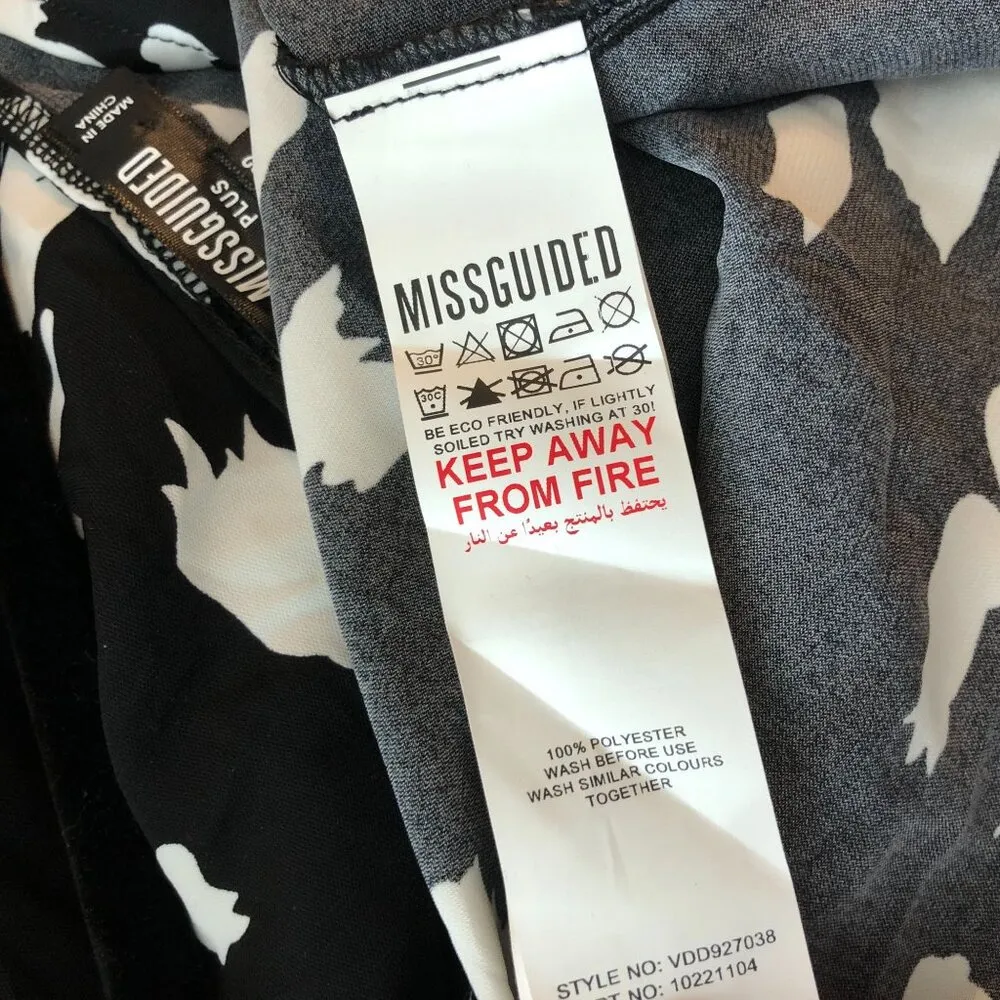 MADE IN
CHINA
MISSGUIDED
PLUS
MISSGUIDED
30°
30C
BE ECO FRIENDLY, IF LIGHTLY
SOILED TRY WASHING AT 30!
KEEP AWAY
FROM FIRE
يحتفظ بالمنتج بعيدًا عن النار
100% POLYESTER
WASH BEFORE USE
WASH SIMILAR COLOURS
TOGETHER
STYLE NO: VDD927038
NO: 10221104